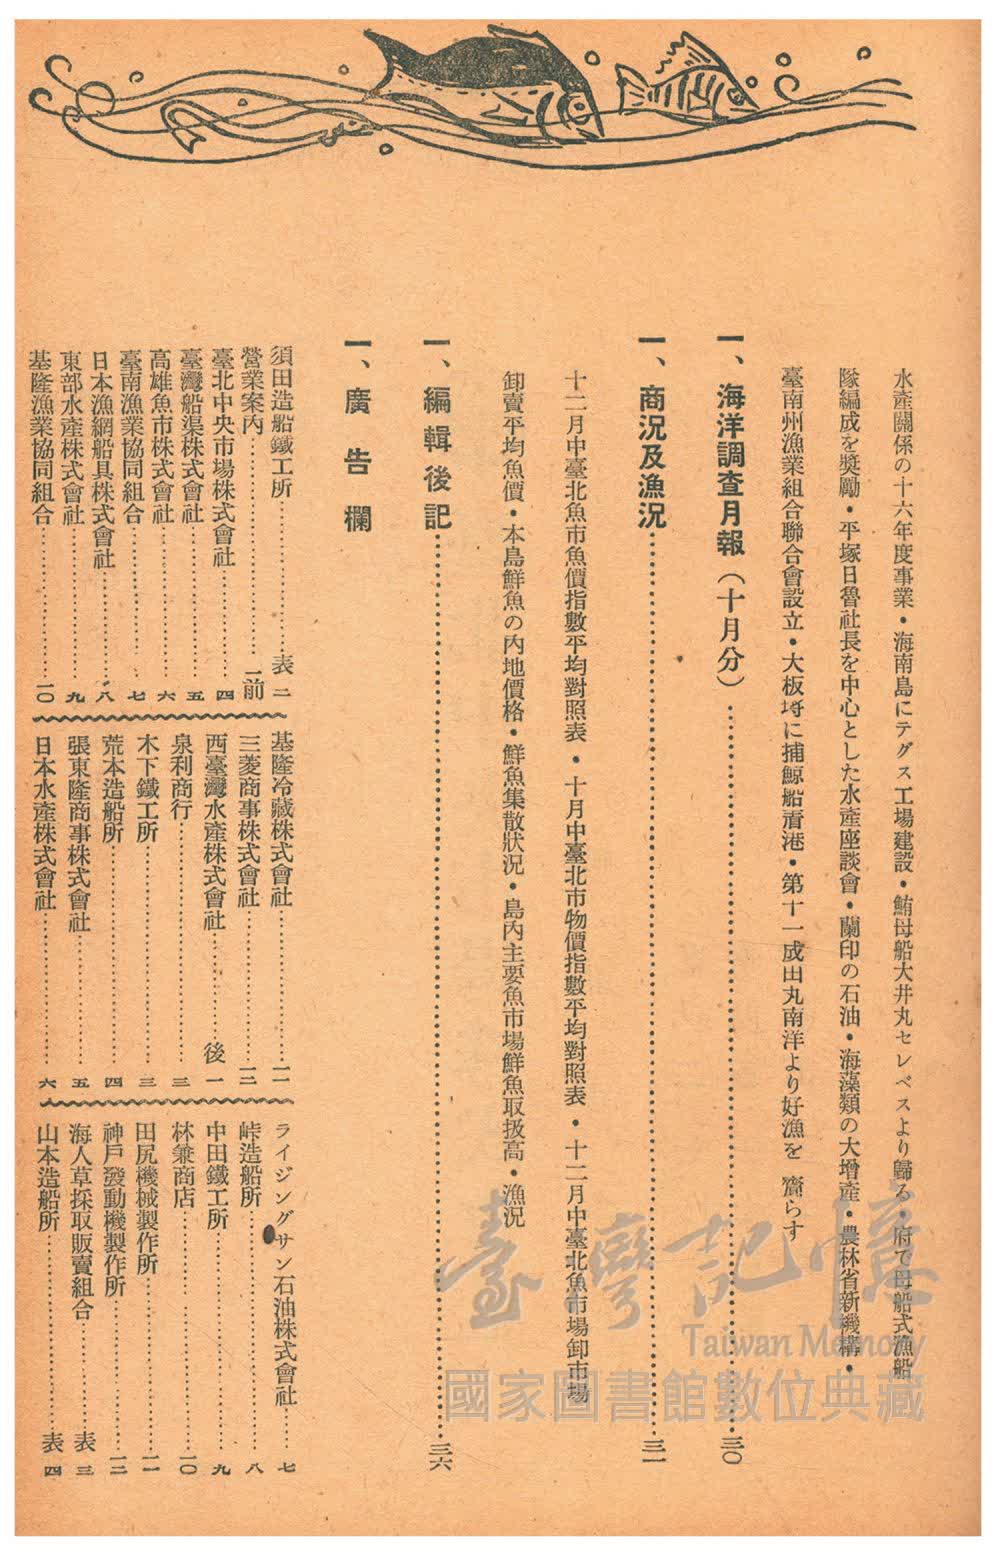 水產關係の十六年度事業・海南島にテグス工場建設・鮪母船大井丸セレベスより歸る・府で母船式漁船
隊編成を獎勵・平塚日魯社長を中心とした水產座談會・蘭印の石油・海藻類の大增產・農林省新機構・
臺南州漁業組合聯合會設立・大板埓に捕鯨船着港・第十一成田丸南洋より好漁を齎らす
一、海洋調査月報（十月分）…………三〇
一、商況及漁況…………三一
十二月中臺北魚市魚價指數平均對照表・十月中臺北市物價指數平均對照表・十二月中臺北魚市場卸市場
卸賣平均魚價・本島鮮魚の內地價格・鮮魚集散狀況・島內主要魚市場鮮魚取扱高・漁況
一、編輯後記…………三六
一、廣告欄
須田造船鐵工所…………表二
營業案內…………前一
臺北中央市場株式會社…………四
臺灣船渠株式會社…………五
高雄魚市株式會社…………六
臺南漁業協同組合…………七
日本漁網船具株式會社…………八
東部水產株式會社…………九
基隆漁業協同組合…………一〇
基隆冷藏株式會社…………一一
三菱商事株式會社…………一二
西臺灣水產株式會社…………後一
泉利商行…………三
木下鐵工所…………三
荒本造船所…………四
張東隆商事株式會社…………五
日本水產株式會社…………六
ライジングサン石油株式會社……七
峠造船所…………八
中田鐵工所…………九
林兼商店…………一〇
田尻機械製作所…………一一
神戶發動機製作所…………一二
海人草採取販賣組合…………表三
山本造船所…………表四
臺灣記憶
Taiwan Memory
國家圖書館數位典藏